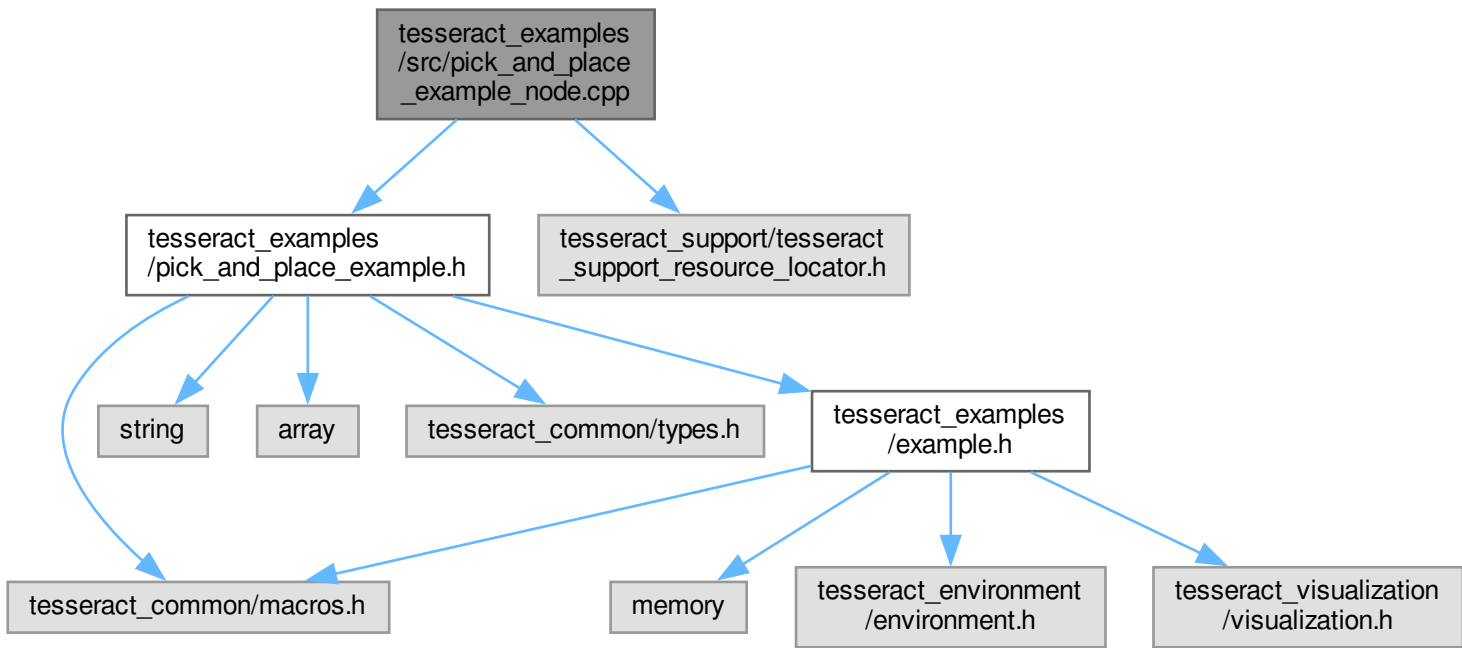 tesseract_examples
/src/pick_and_place
_example_node.cpp
tesseract_examples
/pick_and_place_example.h
tesseract_support/tesseract
_support_resource_locator.h
string
array
tesseract_common/types.h
tesseract_examples
/example.h
tesseract_common/macros.h
memory
tesseract_environment
/environment.h
tesseract_visualization
/visualization.h